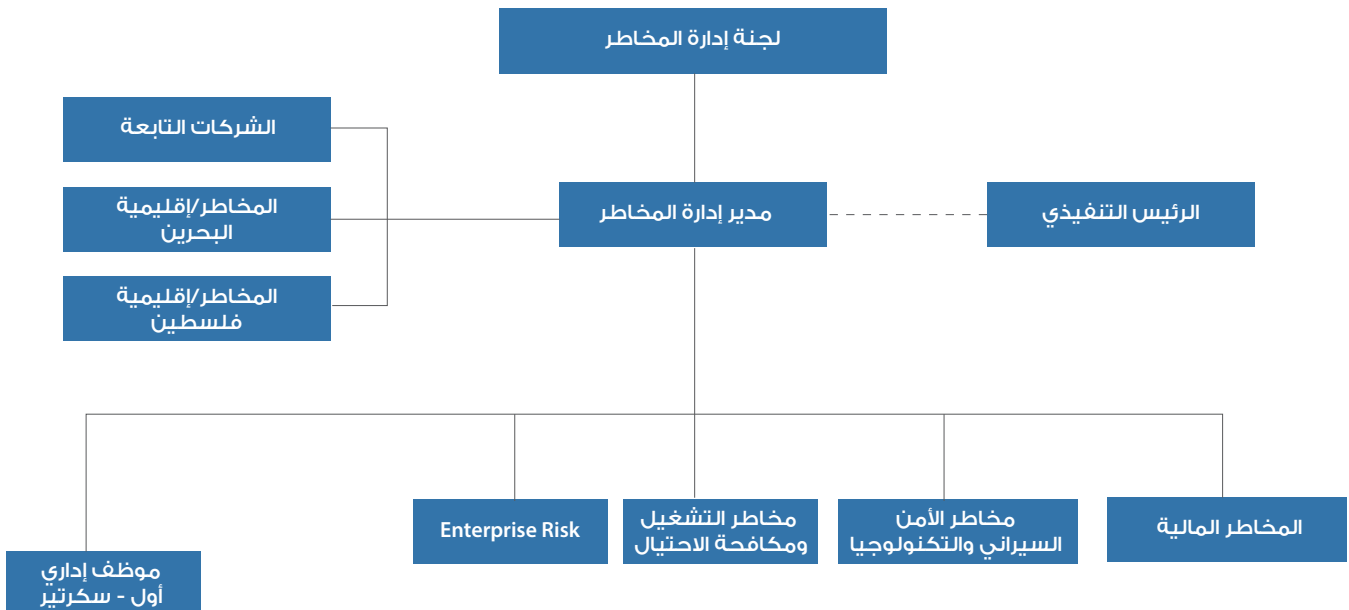 لجنة إدارة المخاطر
الشركات التابعة
الرئيس التنفيذي
مدير إدارة المخاطر
المخاطر/إقليمية
البحرين
المخاطر/إقليمية
فلسطين
المخاطر المالية
مخاطر الأمن
السيراني والتكنولوجيا
مخاطر التشغيل
ومكافحة الاحتيال
Enterprise Risk
موظف إداري
أول - سكرتير